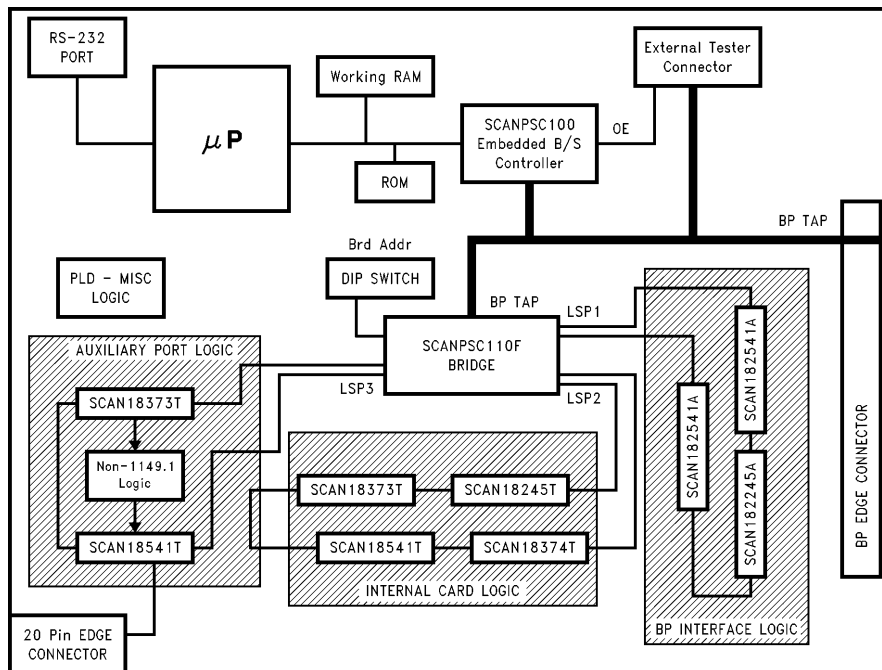 RS-232
PORT
μP
Working RAM
ROM
SCANPSC100
Embedded B/S
Controller
OE
External Tester
Connector
BP TAP
Brd Addr
DIP SWITCH
BP TAP
PLD - MISC
LOGIC
SCANPSC110F
BRIDGE
LSP1
LSP2
LSP3
AUXILIARY PORT LOGIC
SCAN18373T
Non-1149.1
Logic
SCAN18541T
20 Pin EDGE
CONNECTOR
SCAN18373T
SCAN18245T
SCAN18541T
SCAN18374T
INTERNAL CARD LOGIC
SCAN182541A
SCAN182541A
SCAN182245A
BP INTERFACE LOGIC
BP EDGE CONNECTOR